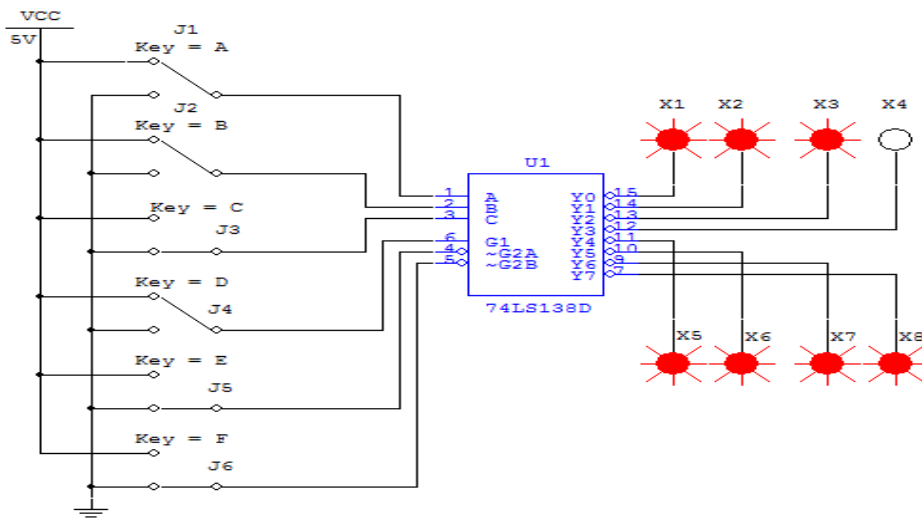 VCC
5V
J1
Key = A
J2
Key = B
Key = C
J3
Key = D
J4
Key = E
J5
Key = F
J6
U1
1 A
2 B
3 C
6 G1
4 ~G2A
5 ~G2B
Y0 15
Y1 14
Y2 13
Y3 12
Y4 11
Y5 10
Y6 9
Y7 7
74LS138D
X1 X2 X3 X4
X5 X6 X7 X8